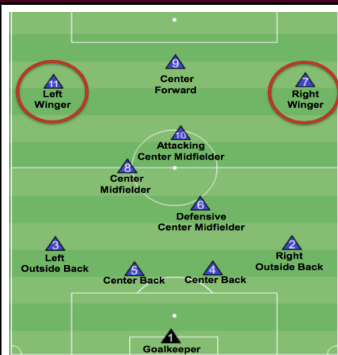 9
Center
Forward
11
Left
Winger
7
Right
Winger
10
Attacking
Center Midfielder
8
Center
Midfielder
6
Defensive
Center Midfielder
3
Left
Outside Back
2
Right
Outside Back
5
Center Back
4
Center Back
1
Goalkeeper